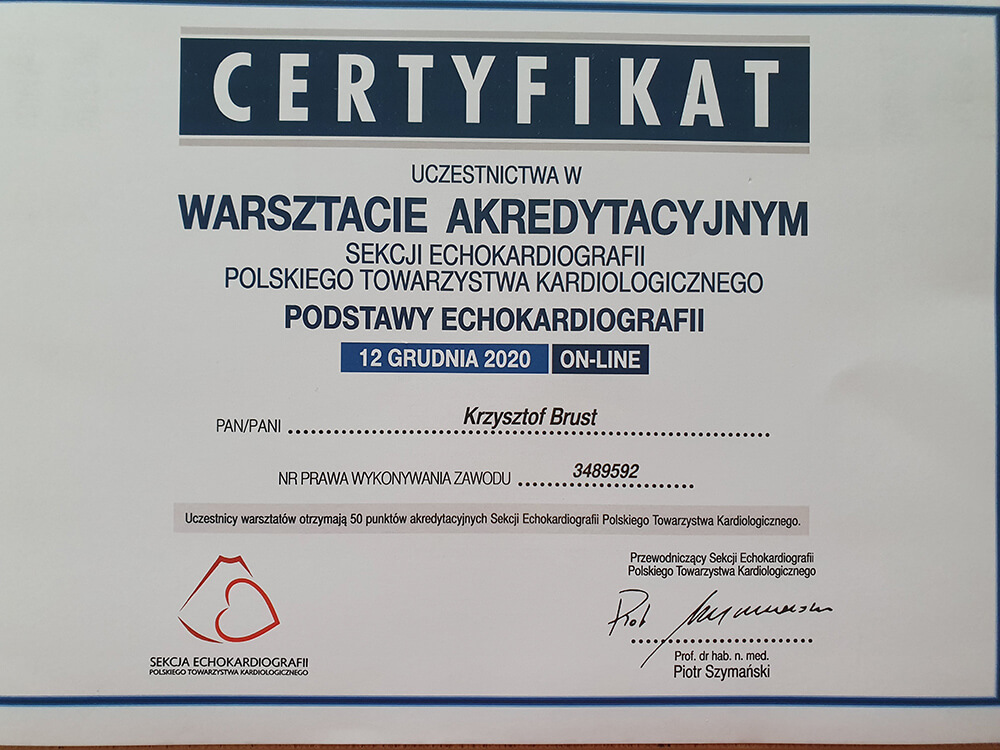 CERTYFIKAT
UCZESTNICTWA W
WARSZTACIE AKREDYTACYJNYM
SEKCJI ECHOKARDIOGRAFII
POLSKIEGO TOWARZYSTWA KARDIOLOGICZNEGO
PODSTAWY ECHOKARDIOGRAFII
12 GRUDNIA 2020 ON-LINE
PAN/PANI Krzysztof Brust
NR PRAWA WYKONYWANIA ZAWODU 3489592
Uczestnicy warsztatów otrzymają 50 punktów akredytacyjnych Sekcji Echokardiografii Polskiego Towarzystwa Kardiologicznego.
Przewodniczący Sekcji Echokardiografii
Polskiego Towarzystwa Kardiologicznego
Prof. dr hab. n. med.
Piotr Szymański
SEKCJA ECHOKARDIOGRAFII
POLSKIEGO TOWARZYSTWA KARDIOLOGICZNEGO